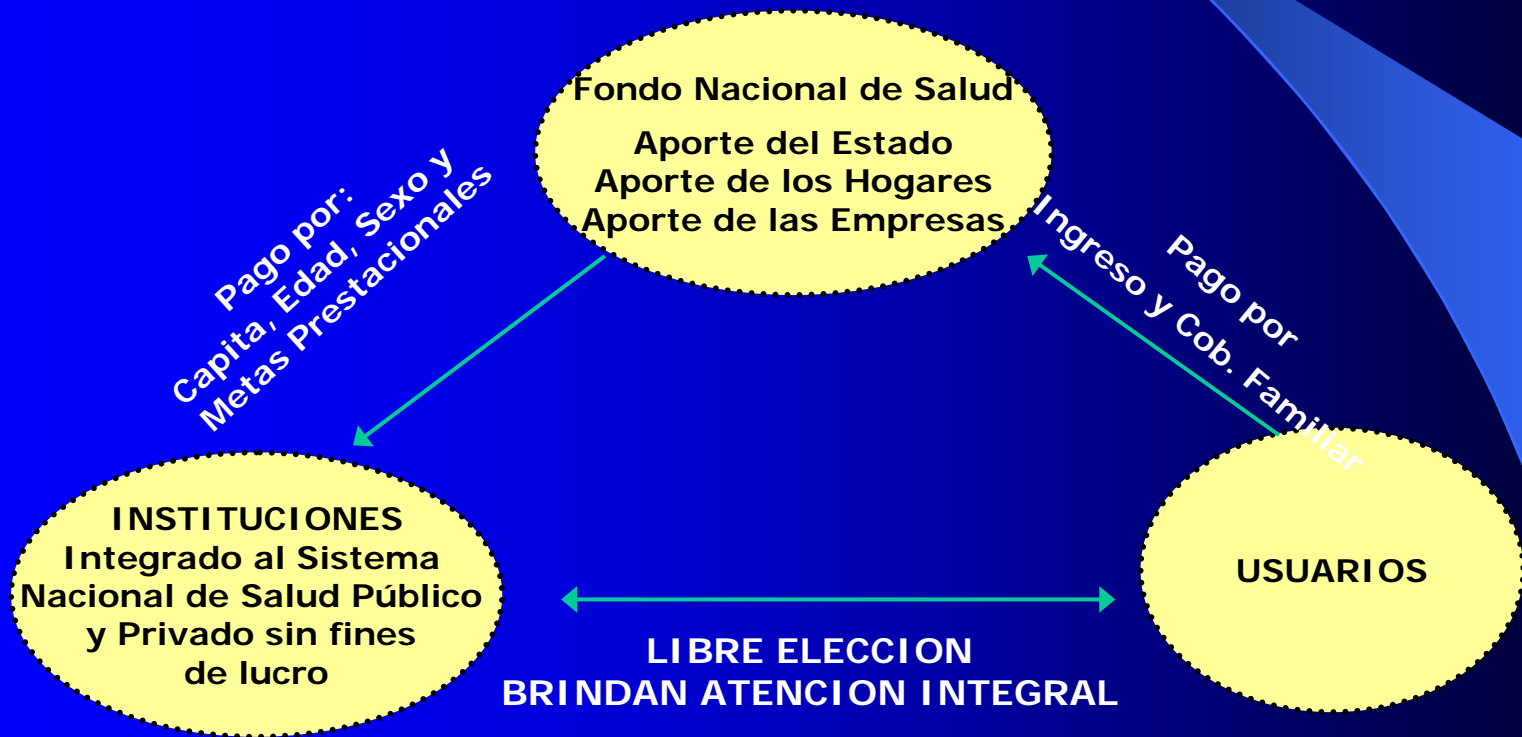 Fondo Nacional de Salud
Aporte del Estado
Aporte de los Hogares
Aporte de las Empresas
Pago por:
Capita, Edad, Sexo y
Metas Prestacionales
Pago por
Ingreso y Cob. Familiar
INSTITUCIONES
Integrado al Sistema
Nacional de Salud Público
y Privado sin fines
de lucro
USUARIOS
LIBRE ELECCION
BRINDAN ATENCION INTEGRAL